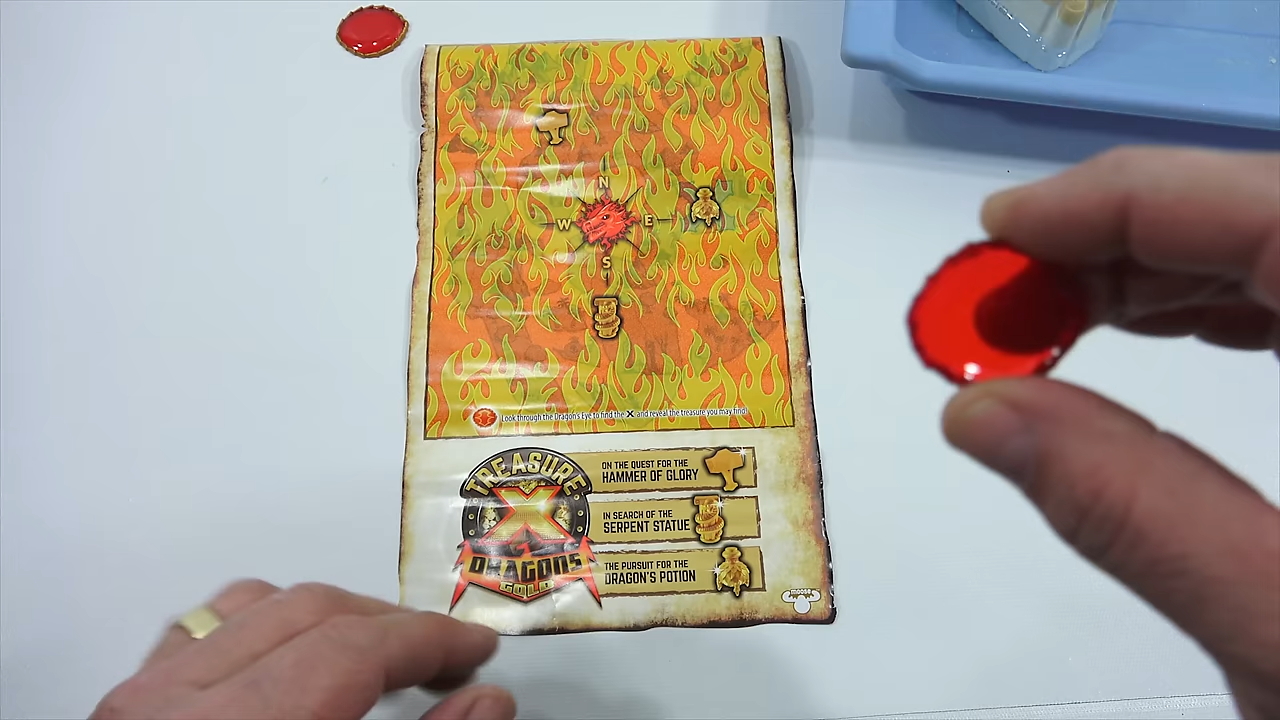 N
W
E
S
Look through the Dragon's Eye to find the X and reveal the treasure you may find!
TREASURE
X
DRAGONS
GOLD
ON THE QUEST FOR THE
HAMMER OF GLORY
IN SEARCH OF THE
SERPENT STATUE
THE PURSUIT FOR THE
DRAGON'S POTION
moose